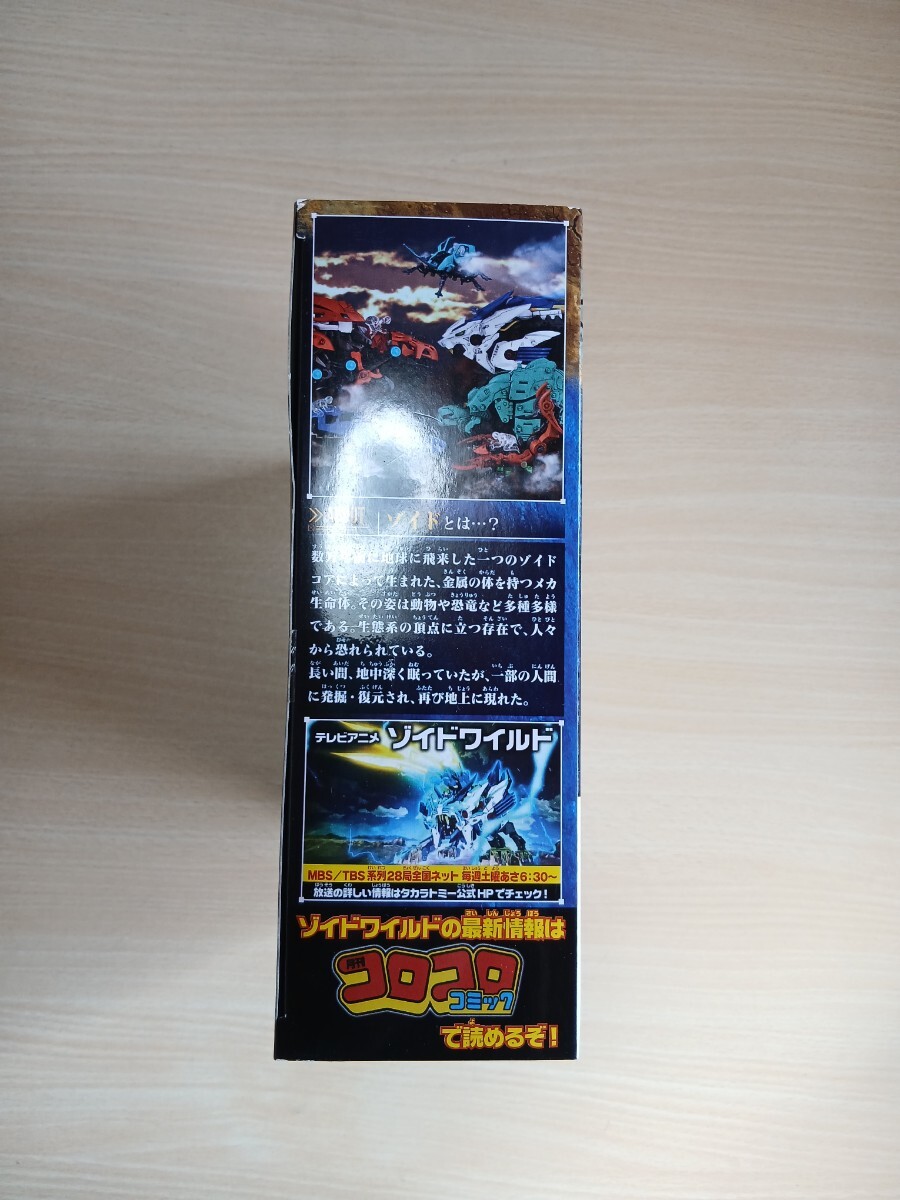 ゾイドとは…?
数 に地球に飛来した一つのゾイド
コアによって生まれた、金属の体を持つメカ
生命体。その姿は動物や恐竜など多種多様
である。生態系の頂点に立つ存在で、人々
から恐れられている。
長い間、地中深く眠っていたが、一部の人間
に発掘・復元され、再び地上に現れた。
テレビアニメ ゾイドワイルド
MBS/TBS系列28局全国ネット 毎週土曜あさ6:30〜
放送の詳しい情報はタカラトミー公式HPでチェック!
ゾイドワイルドの最新情報は
月刊
コロコロ
コミック
で読めるぞ!